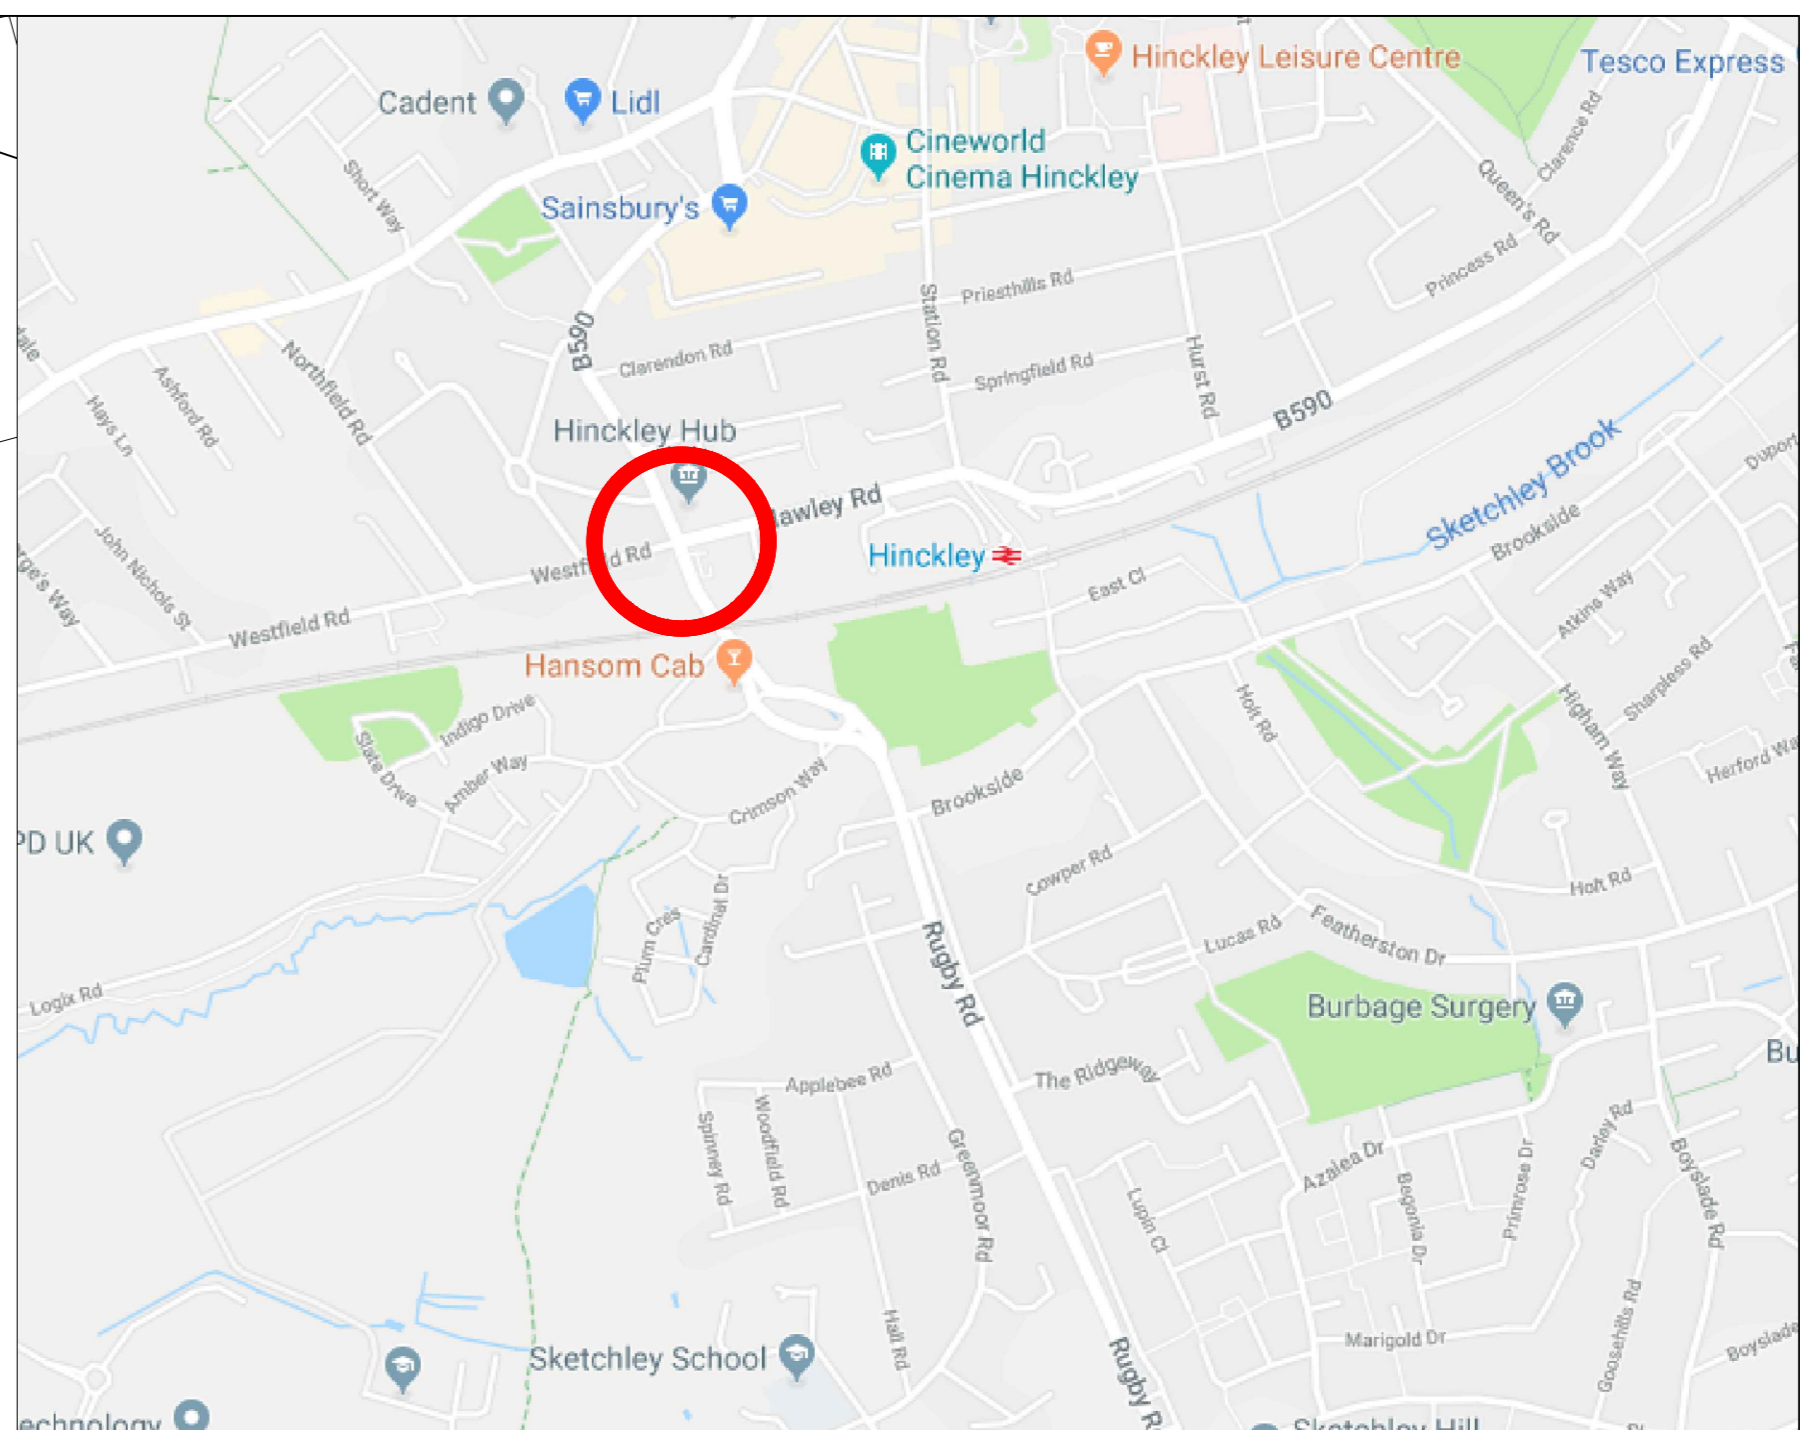 Hinckley Leisure Centre
Tesco Express
Cadent
Lidl
Clarence Rd
Cineworld
Cinema Hinckley
Short Way
Queen's Rd
Sainsbury's
Princess Rd
Priesthills Rd
Station Rd
B590
Northfield Rd
Clarendon Rd
Springfield Rd
Hurst Rd
Ashford Rd
Hays Ln
B590
Hinckley Hub
Sketchley Brook
awley Rd
Brookside
John Nichols St
Westfield Rd
Hinckley
East Cl
Atkins Way
Westfield Rd
Hansom Cab
Sharpless Rd
Holt Rd
Higham Way
Indigo Drive
Slate Drive
Amber Way
Crimson Way
Brookside
Herford Wa
PD UK
Cowper Rd
Holt Rd
Plum Cres
Cardinal Dr
Lucas Rd
Featherston Dr
Rugby Rd
Logix Rd
Burbage Surgery
Bu
The Ridgeway
Applebee Rd
Spinney Rd
Woodfield Rd
Greenmoor Rd
Denis Rd
Lupin Ct
Azalea Dr
Begonia Dr
Primrose Dr
Darley Rd
Boyslade Rd
Goosehills Rd
Marigold Dr
Boyslade
Hall Rd
Sketchley School
Rugby R
echnology
Sketchley Hill